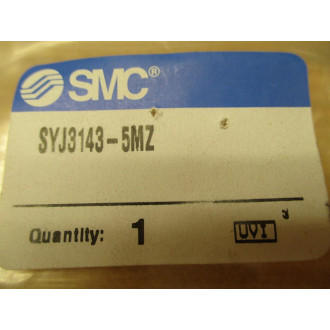 SMC®
SYJ3143-5MZ
Quantity: 1
UVI